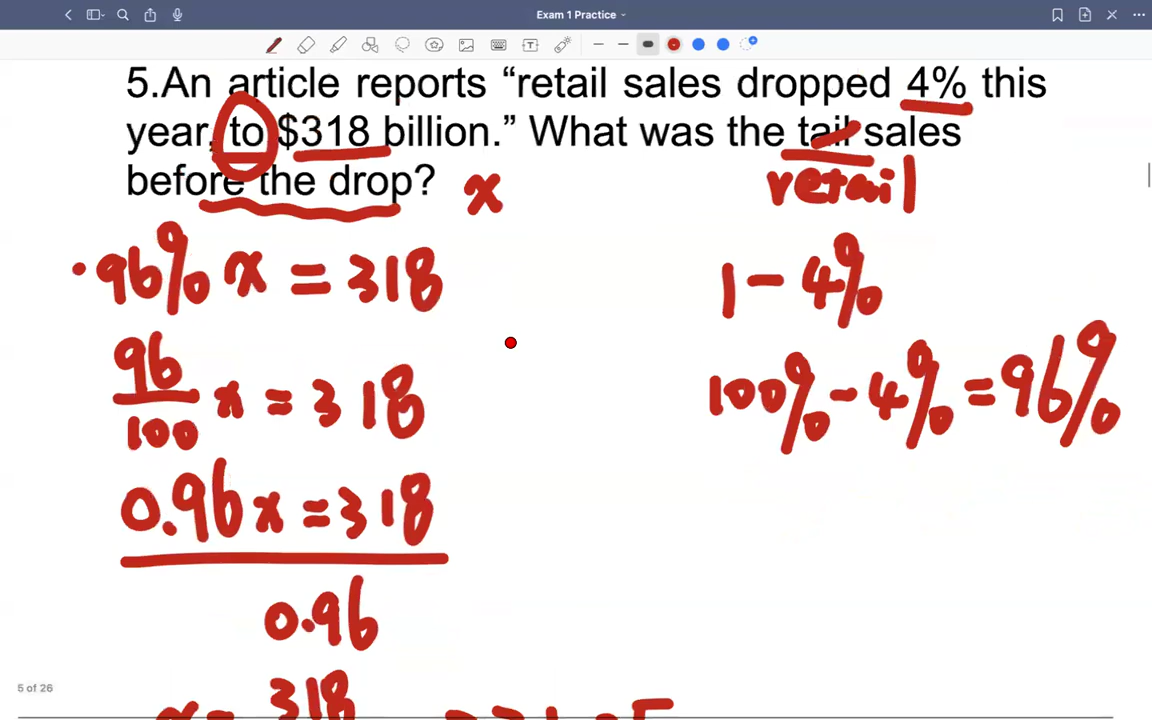 Exam 1 Practice
5.An article reports “retail sales dropped 4% this
year, to $318 billion.” What was the tail sales
retail
before the drop? x
96% x = 318
1 - 4%
96/100 x = 318
100% - 4% = 96%
0.96x = 318
0.96
318
5 of 26